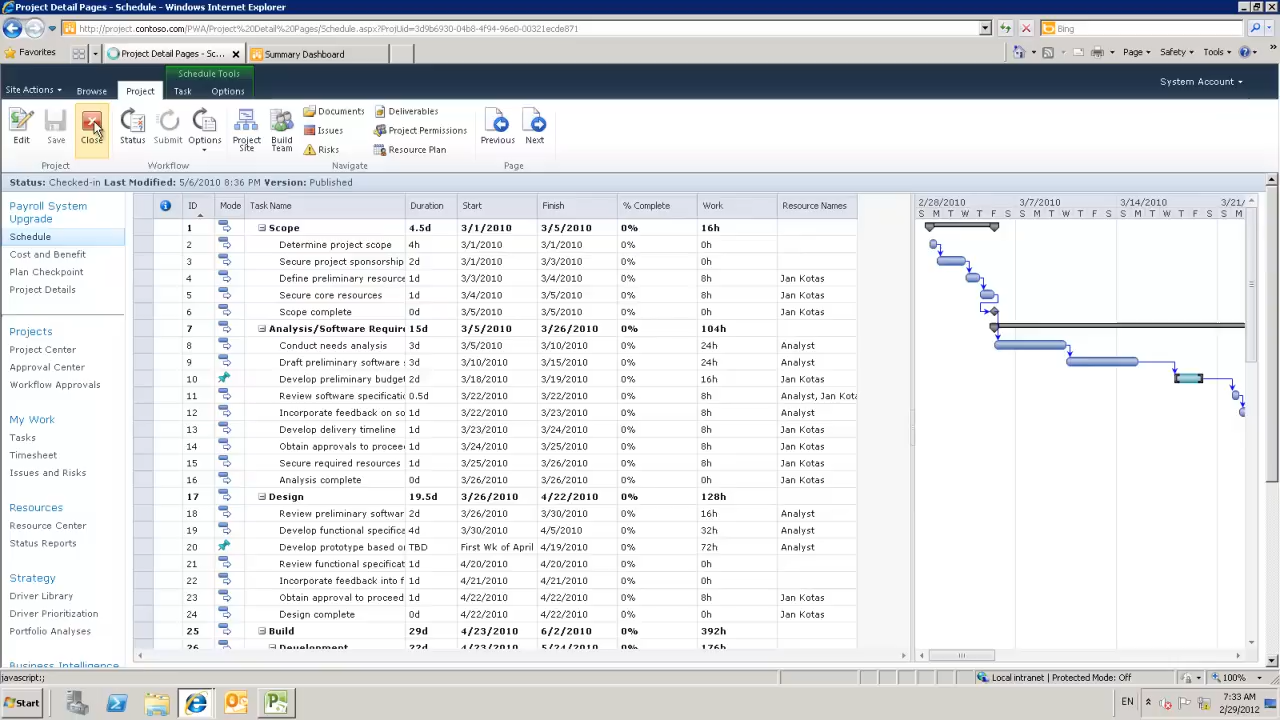 Project Detail Pages - Schedule - Windows Internet Explorer
http://project.contoso.com/PWA/Project%20Detail%20Pages/Schedule.aspx?ProjUid=3d9b6930-04b8-4f94-96e0-00321ecde871
Bing
Favorites
Project Detail Pages - Sc...
Summary Dashboard
Page
Safety
Tools
Schedule Tools
Site Actions
Browse
Project
Task
Options
System Account
Edit
Save
Close
Status
Submit
Options
Project Site
Build Team
Documents
Issues
Risks
Deliverables
Project Permissions
Resource Plan
Previous
Next
Project
Workflow
Navigate
Page
Status: Checked-in Last Modified: 5/6/2010 8:36 PM Version: Published
Payroll System
Upgrade
Schedule
Cost and Benefit
Plan Checkpoint
Project Details
Projects
Project Center
Approval Center
Workflow Approvals
My Work
Tasks
Timesheet
Issues and Risks
Resources
Resource Center
Status Reports
Strategy
Driver Library
Driver Prioritization
Portfolio Analyses
Business Intelligence
ID Mode Task Name Duration Start Finish % Complete Work Resource Names
1 Scope 4.5d 3/1/2010 3/5/2010 0% 16h
2 Determine project scope 4h 3/1/2010 3/1/2010 0% 0h
3 Secure project sponsorship 2d 3/1/2010 3/3/2010 0% 0h
4 Define preliminary resource 1d 3/3/2010 3/4/2010 0% 8h Jan Kotas
5 Secure core resources 1d 3/4/2010 3/5/2010 0% 8h Jan Kotas
6 Scope complete 0d 3/5/2010 3/5/2010 0% 0h Jan Kotas
7 Analysis/Software Requir 15d 3/5/2010 3/26/2010 0% 104h
8 Conduct needs analysis 3d 3/5/2010 3/10/2010 0% 24h Analyst
9 Draft preliminary software 3d 3/10/2010 3/15/2010 0% 24h Analyst
10 Develop preliminary budget 2d 3/18/2010 3/19/2010 0% 16h Jan Kotas
11 Review software specificatio 0.5d 3/22/2010 3/22/2010 0% 8h Analyst, Jan Kota
12 Incorporate feedback on so 1d 3/22/2010 3/23/2010 0% 8h Analyst
13 Develop delivery timeline 1d 3/23/2010 3/24/2010 0% 8h Jan Kotas
14 Obtain approvals to procee 1d 3/24/2010 3/25/2010 0% 8h Jan Kotas
15 Secure required resources 1d 3/25/2010 3/26/2010 0% 8h Jan Kotas
16 Analysis complete 0d 3/26/2010 3/26/2010 0% 0h Jan Kotas
17 Design 19.5d 3/26/2010 4/22/2010 0% 128h
18 Review preliminary softwar 2d 3/26/2010 3/30/2010 0% 16h Analyst
19 Develop functional specifica 4d 3/30/2010 4/5/2010 0% 32h Analyst
20 Develop prototype based or TBD First Wk of April 4/19/2010 0% 72h Analyst
21 Review functional specificat 1d 4/20/2010 4/20/2010 0% 0h
22 Incorporate feedback into f 1d 4/21/2010 4/21/2010 0% 0h
23 Obtain approval to proceed 1d 4/22/2010 4/22/2010 0% 8h Jan Kotas
24 Design complete 0d 4/22/2010 4/22/2010 0% 0h Jan Kotas
25 Build 29d 4/23/2010 6/2/2010 0% 392h
26 Development 22d 4/23/2010 5/24/2010 0% 176h
2/28/2010 3/7/2010 3/14/2010 3/21/
S M T W T F S S M T W T F S S M T W T F S S M
javascript:;
Local intranet | Protected Mode: Off
100%
Start
EN
7:33 AM
2/29/2012